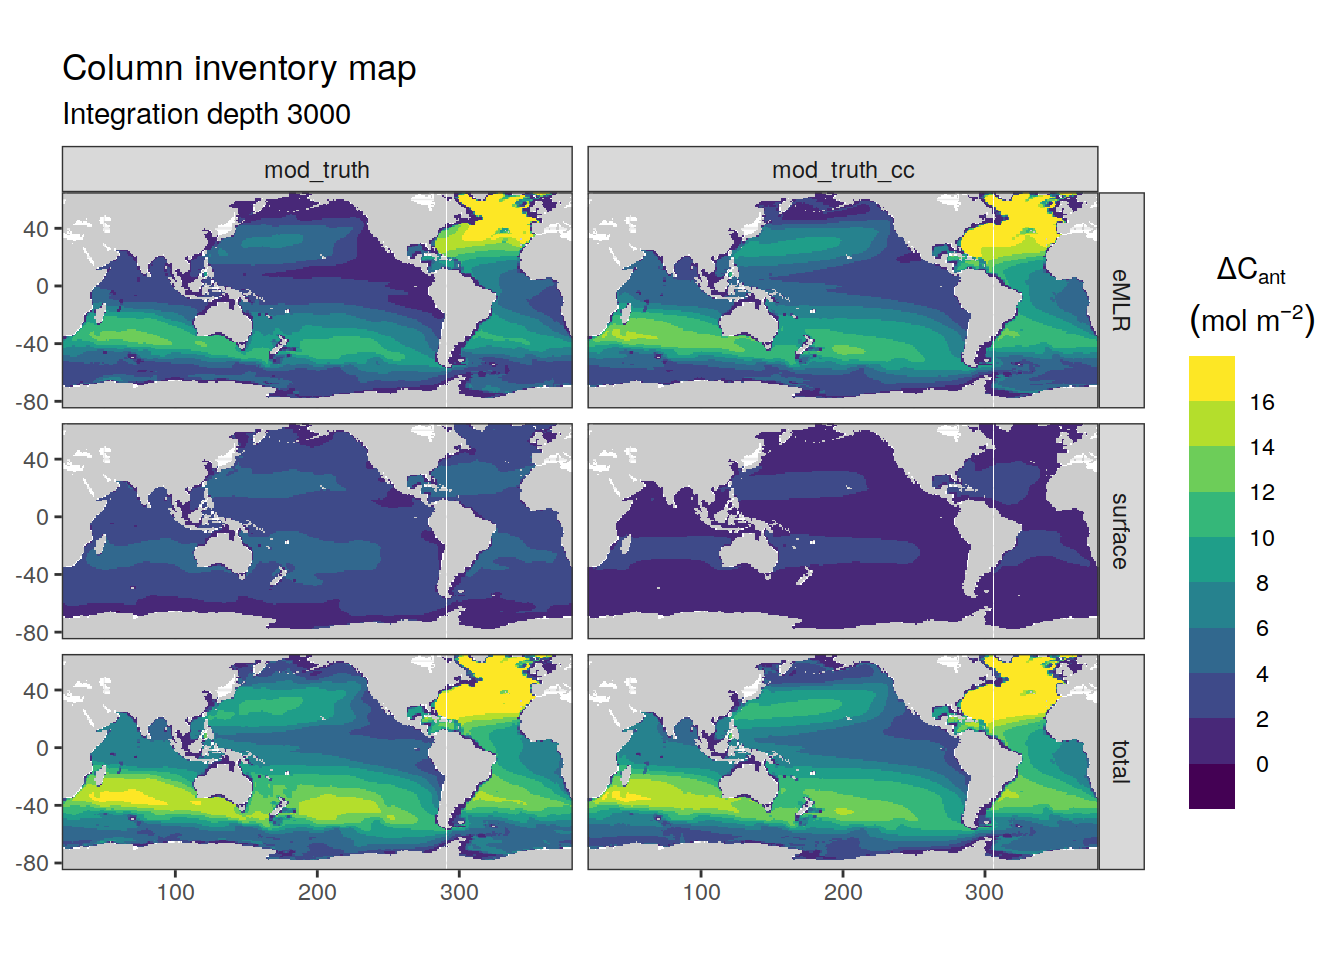 Column inventory map
Integration depth 3000
mod_truth mod_truth_cc
40
0
-40
-80
eMLR
40
0
-40
-80
surface
40
0
-40
-80
total
100 200 300 100 200 300
ΔCant
(mol m−2)
16
14
12
10
8
6
4
2
0